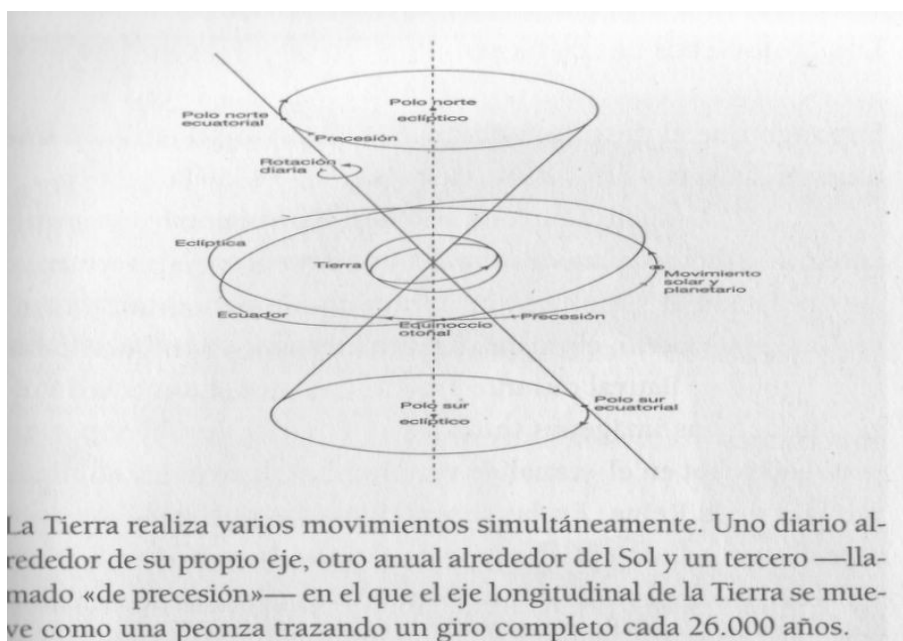 Polo norte
eclíptico
Polo norte
ecuatorial
Precesión
Rotación
diaria
Eclíptica
Tierra
Movimiento
solar y
planetario
Ecuador
Equinoccio
otoñal
Precesión
Polo sur
eclíptico
Polo sur
ecuatorial
La Tierra realiza varios movimientos simultáneamente. Uno diario al-
rededor de su propio eje, otro anual alrededor del Sol y un tercero —lla-
mado «de precesión»— en el que el eje longitudinal de la Tierra se mue-
ve como una peonza trazando un giro completo cada 26.000 años.